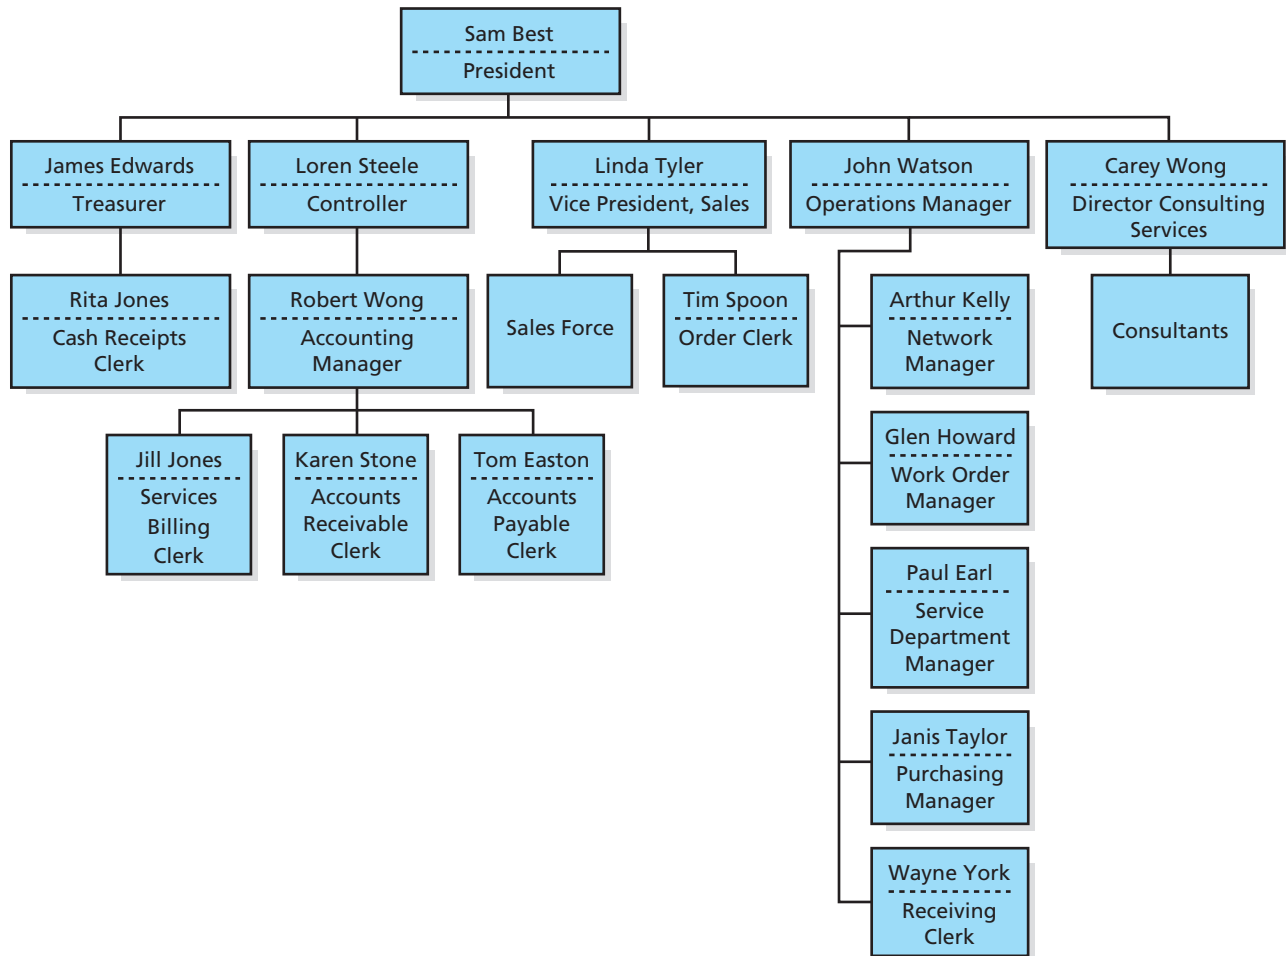 Sam Best
President
James Edwards
Treasurer
Loren Steele
Controller
Linda Tyler
Vice President, Sales
John Watson
Operations Manager
Carey Wong
Director Consulting
Services
Rita Jones
Cash Receipts
Clerk
Robert Wong
Accounting
Manager
Sales Force
Tim Spoon
Order Clerk
Arthur Kelly
Network
Manager
Consultants
Jill Jones
Services
Billing
Clerk
Karen Stone
Accounts
Receivable
Clerk
Tom Easton
Accounts
Payable
Clerk
Glen Howard
Work Order
Manager
Paul Earl
Service
Department
Manager
Janis Taylor
Purchasing
Manager
Wayne York
Receiving
Clerk